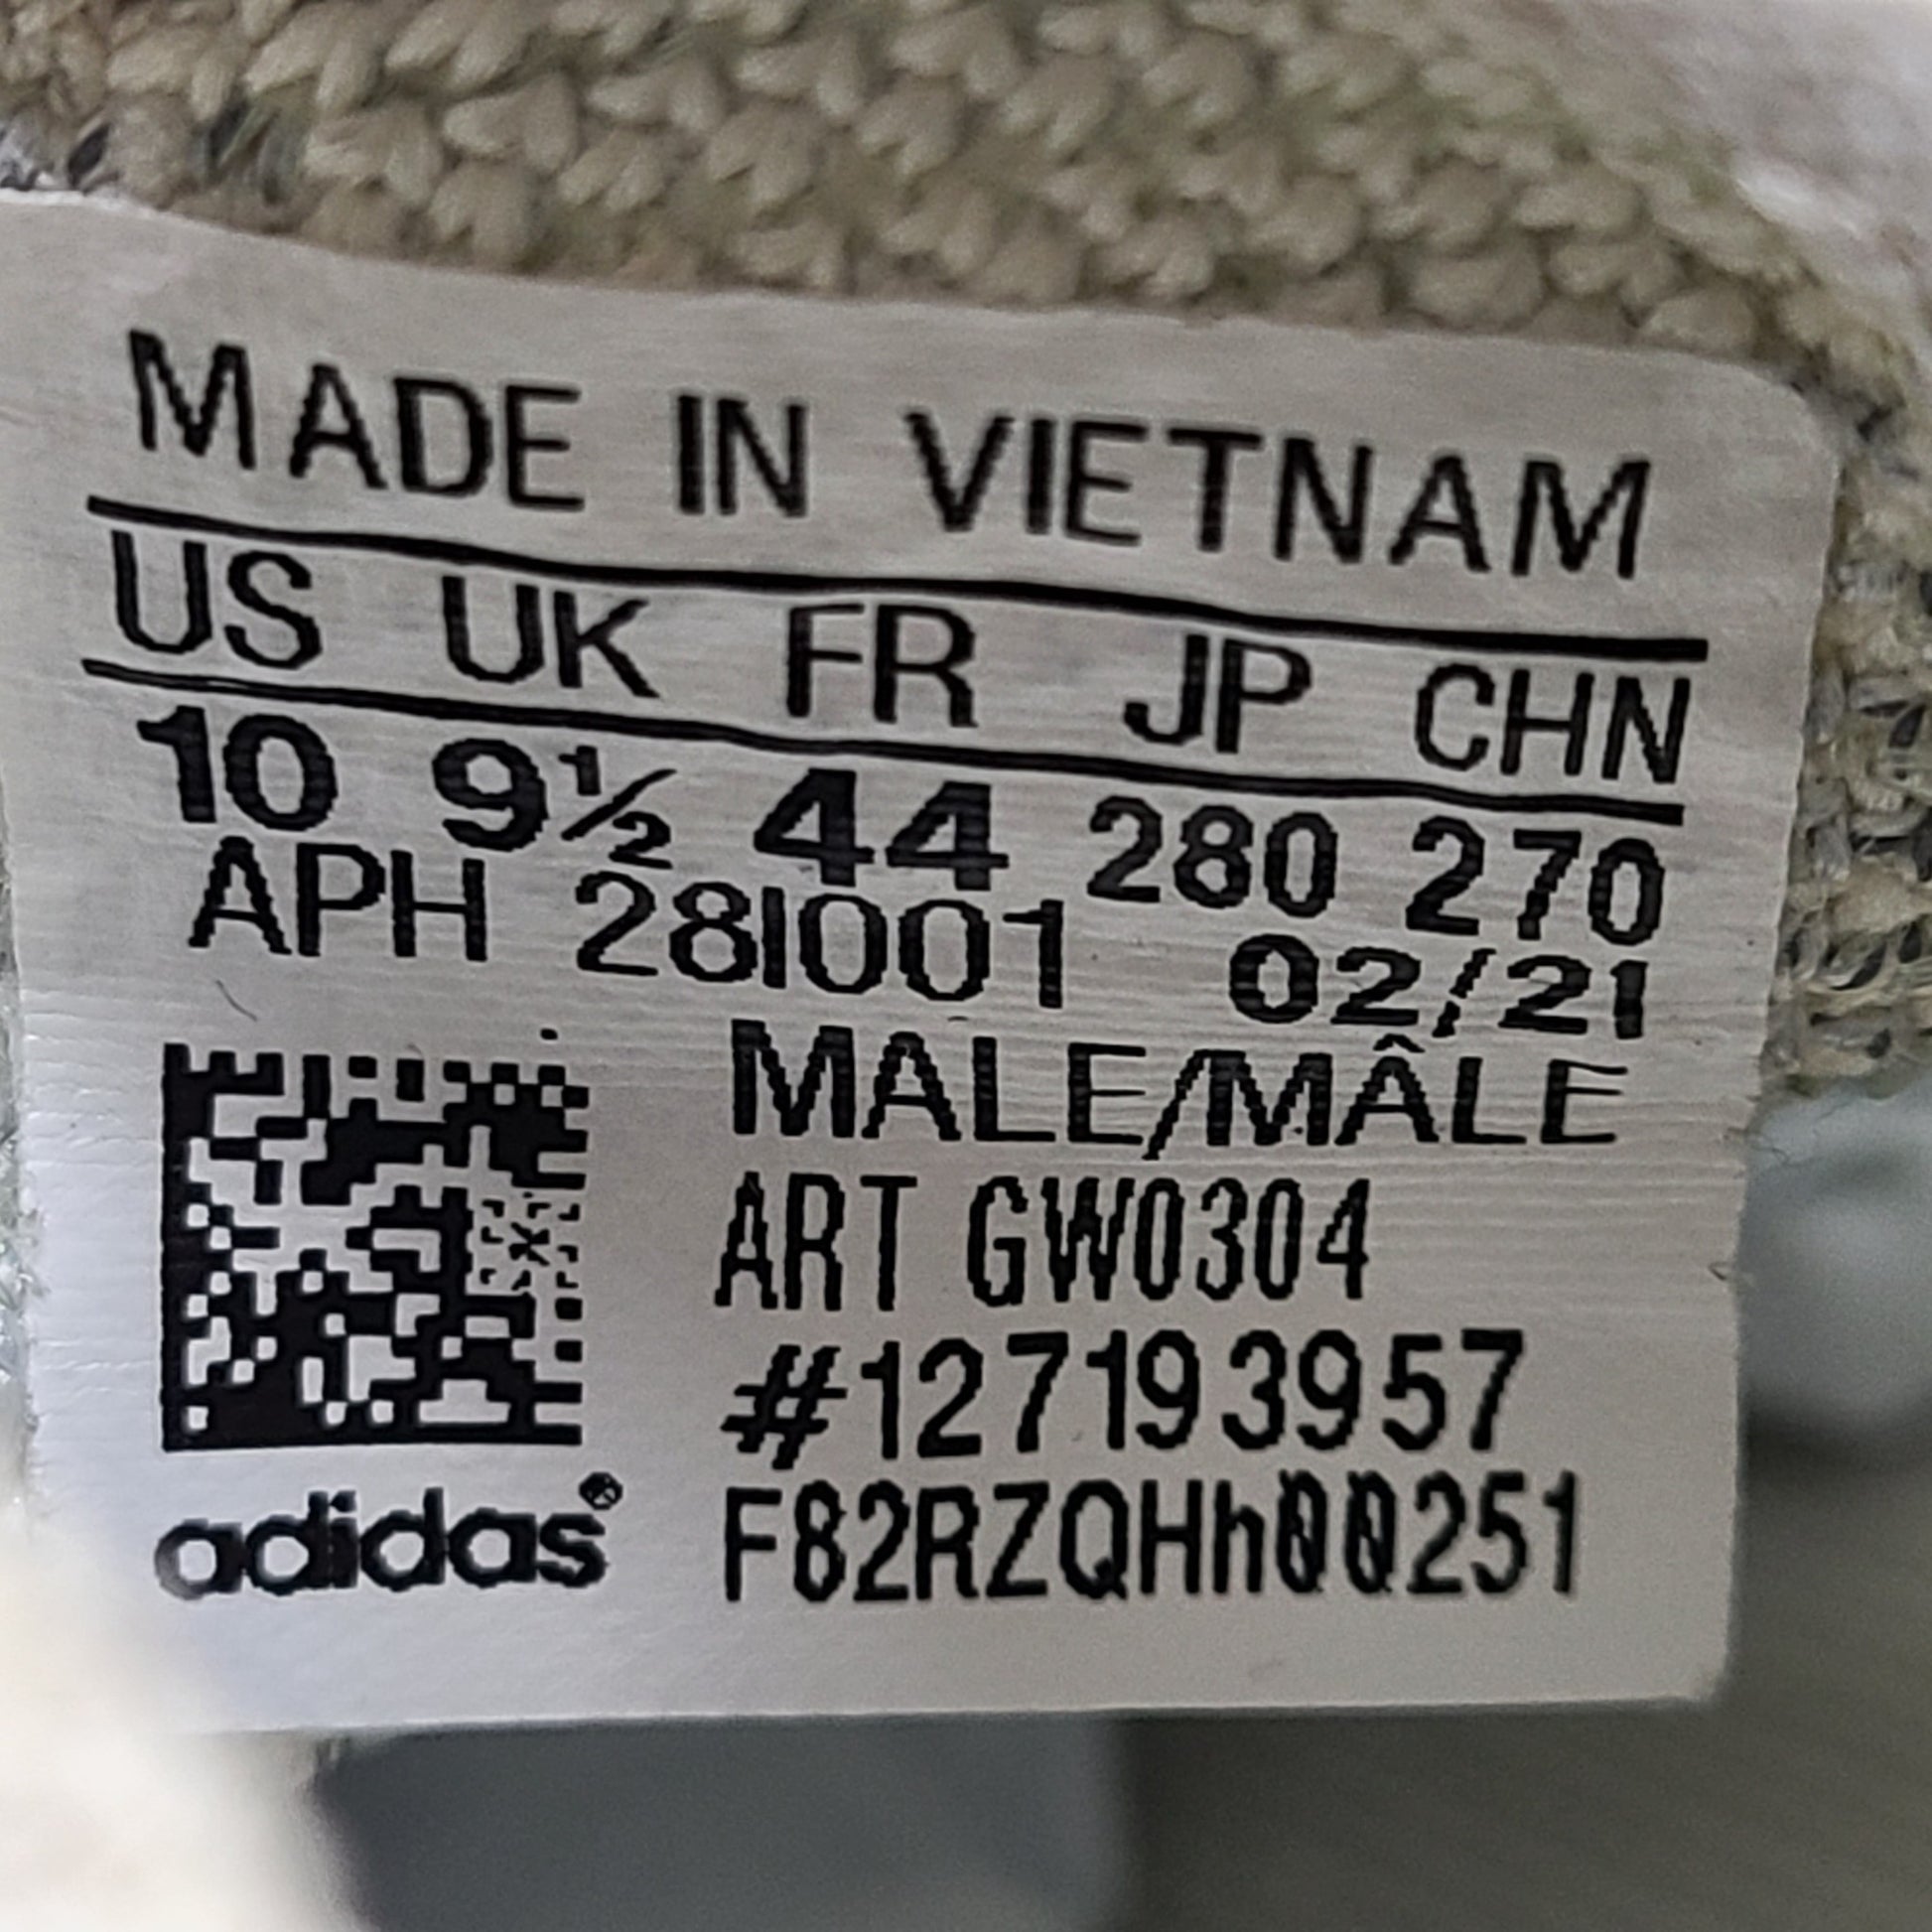 MADE IN VIETNAM
US UK FR JP CHN
10 9½ 44 280 270
APH 28I001 02/21
MALE/MÂLE
ART GW0304
#127193957
F82RZQHh00251
adidas®